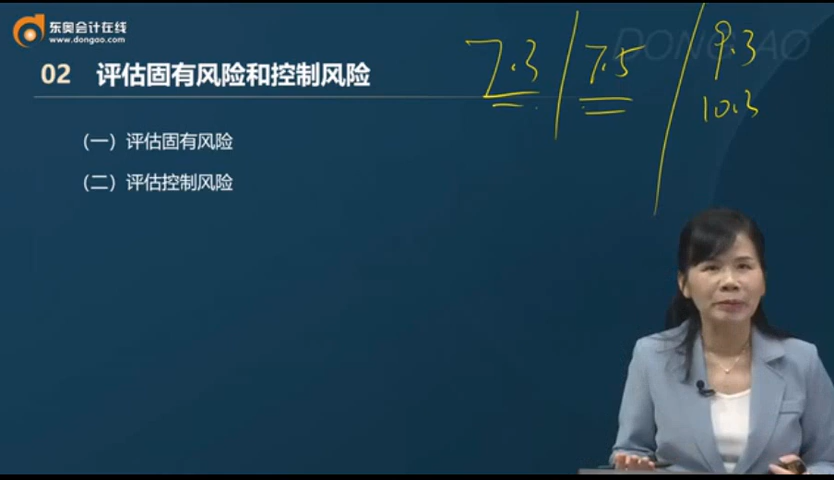 东奥会计在线
www.dongao.com
DONGAO
02 评估固有风险和控制风险
7.3 / 7.5 / 9.3
10.3
（一）评估固有风险
（二）评估控制风险